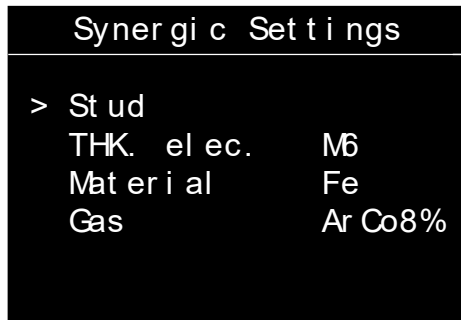 Synergic Settings
> Stud
THK. elec. M6
Material Fe
Gas ArCo8%